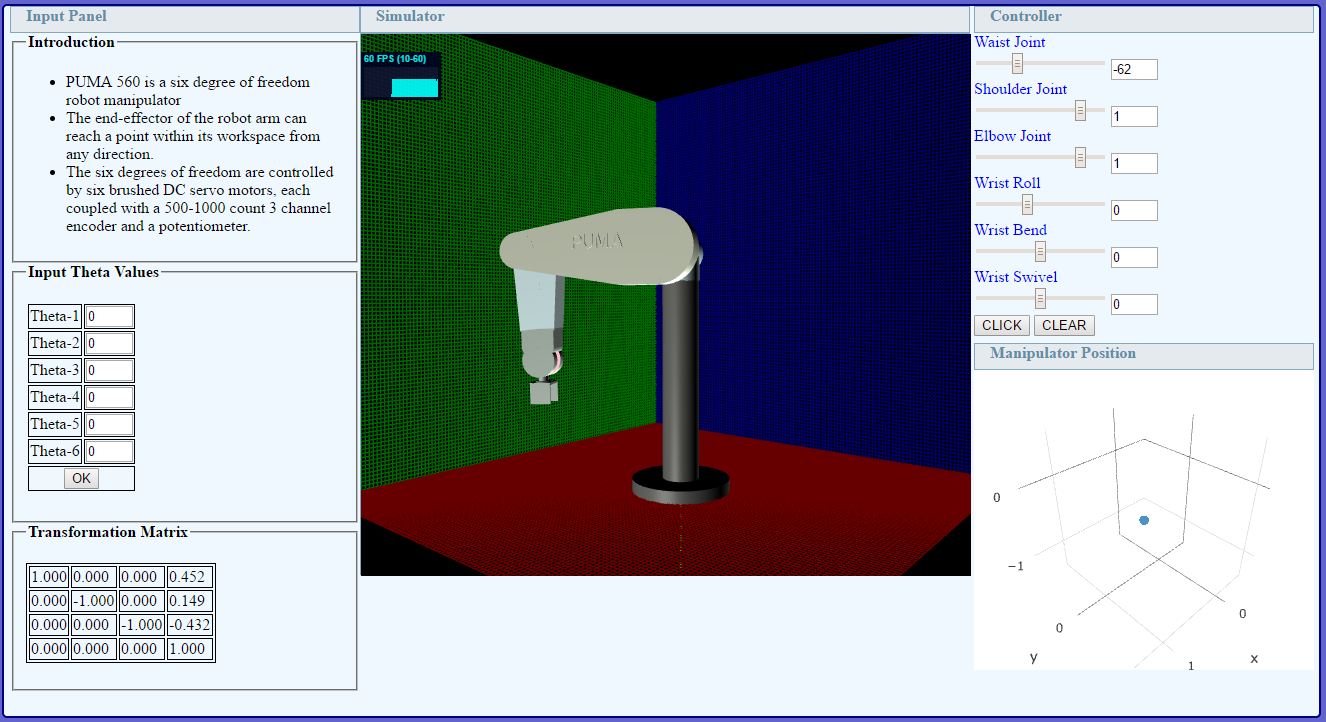 Input Panel
Introduction
PUMA 560 is a six degree of freedom
robot manipulator
The end-effector of the robot arm can
reach a point within its workspace from
any direction.
The six degrees of freedom are controlled
by six brushed DC servo motors, each
coupled with a 500-1000 count 3 channel
encoder and a potentiometer.
Input Theta Values
Theta-1 0
Theta-2 0
Theta-3 0
Theta-4 0
Theta-5 0
Theta-6 0
OK
Transformation Matrix
1.000 0.000 0.000 0.452
0.000 -1.000 0.000 0.149
0.000 0.000 -1.000 -0.432
0.000 0.000 0.000 1.000
Simulator
60 FPS (10-60)
PUMA
Controller
Waist Joint
-62
Shoulder Joint
1
Elbow Joint
1
Wrist Roll
0
Wrist Bend
0
Wrist Swivel
0
CLICK CLEAR
Manipulator Position
0
−1
0
0
y
1
x